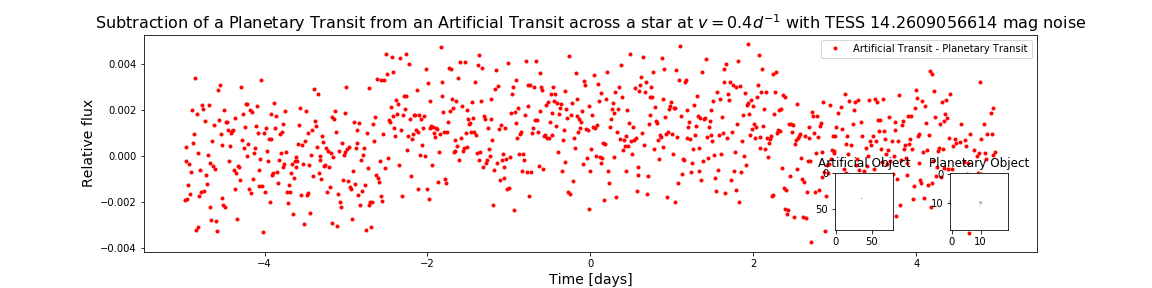 Subtraction of a Planetary Transit from an Artificial Transit across a star at v = 0.4d⁻¹ with TESS 14.2609056614 mag noise
Artificial Transit - Planetary Transit
Relative flux
0.004
0.002
0.000
−0.002
−0.004
Artificial Object
0
50
0 50
Planetary Object
0
10
0 10
−4 −2 0 2 4
Time [days]